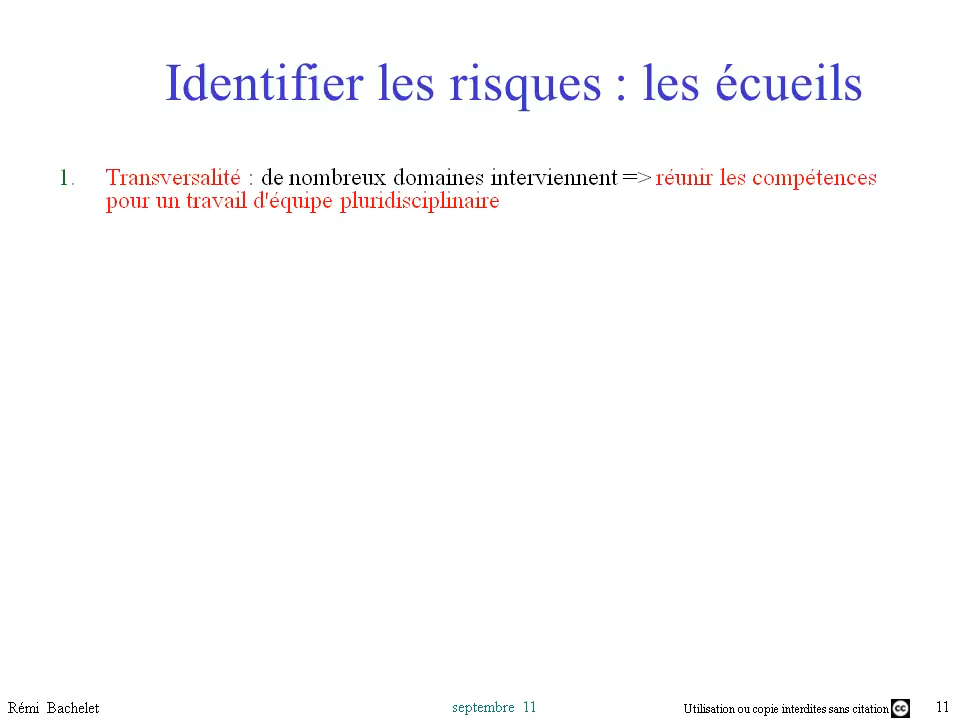 Identifier les risques : les écueils
1. Transversalité : de nombreux domaines interviennent => réunir les compétences
pour un travail d'équipe pluridisciplinaire
Rémi Bachelet septembre 11 Utilisation ou copie interdites sans citation cc 11